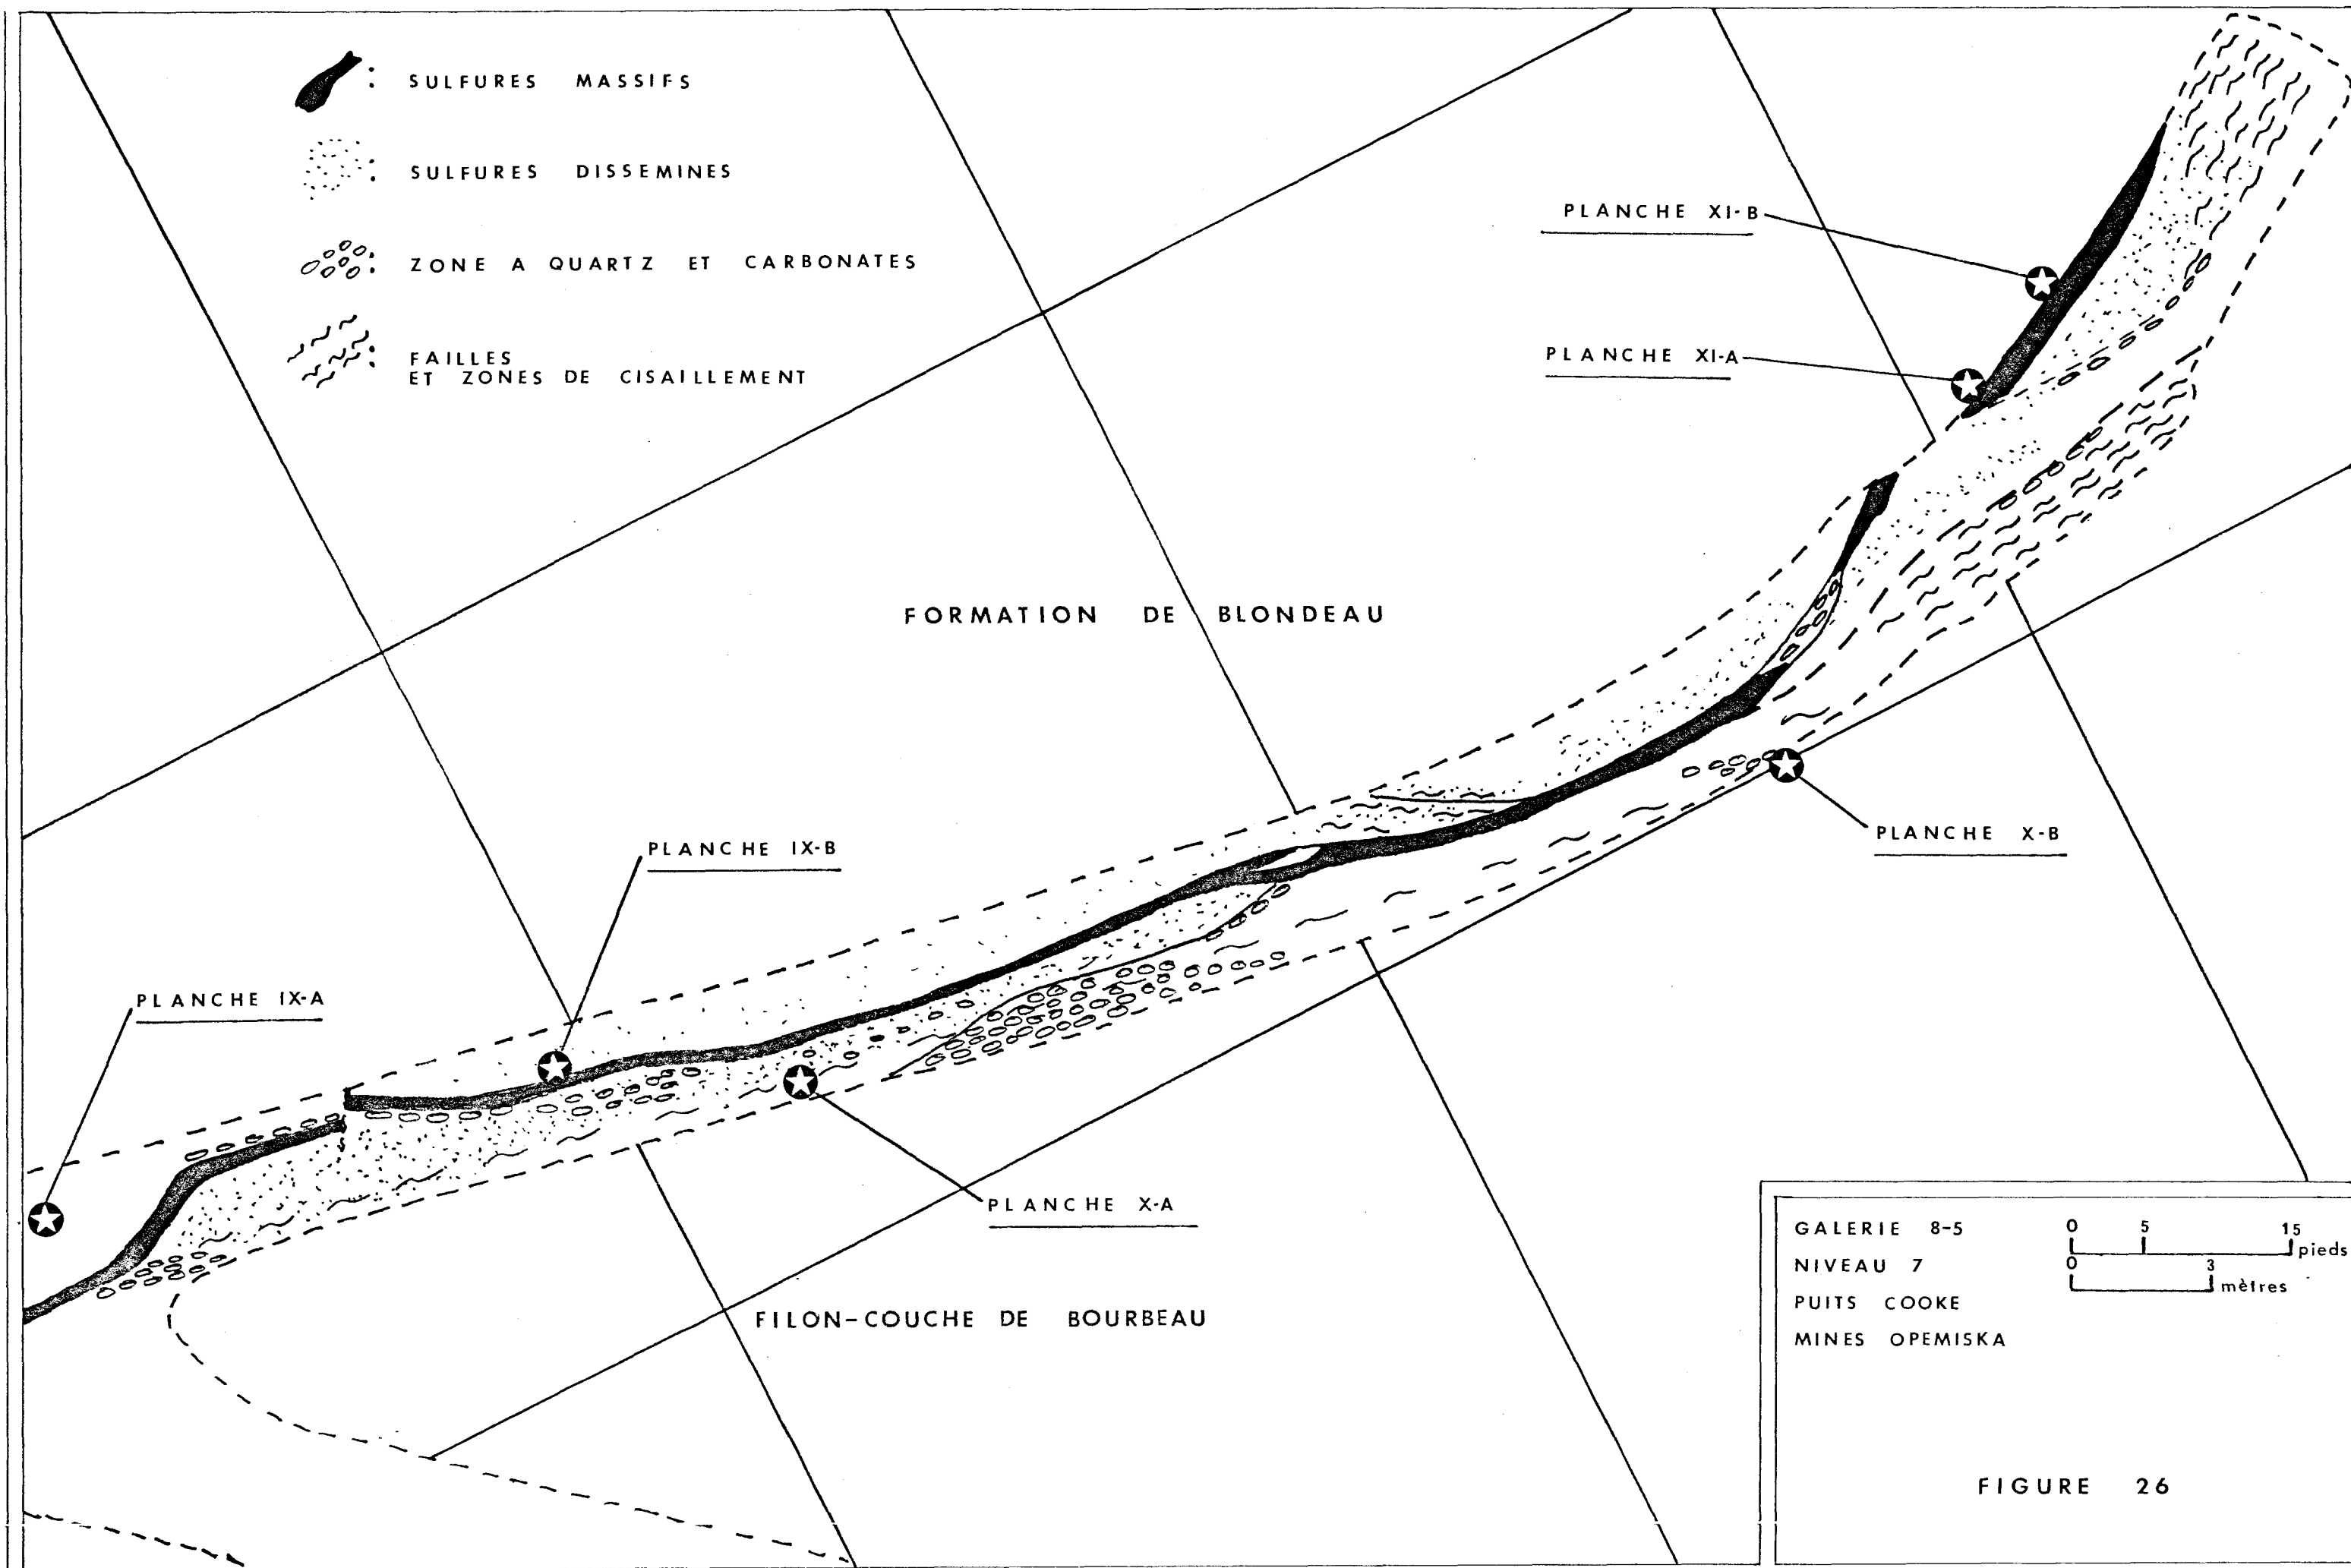 : SULFURES MASSIFS
: SULFURES DISSEMINES
: ZONE A QUARTZ ET CARBONATES
: FAILLES
ET ZONES DE CISAILLEMENT
PLANCHE XI-B
PLANCHE XI-A
FORMATION DE BLONDEAU
PLANCHE IX-B
PLANCHE X-B
PLANCHE IX-A
PLANCHE X-A
FILON-COUCHE DE BOURBEAU
GALERIE 8-5
NIVEAU 7
PUITS COOKE
MINES OPEMISKA
0 5 15 pieds
0 3 mètres
FIGURE 26